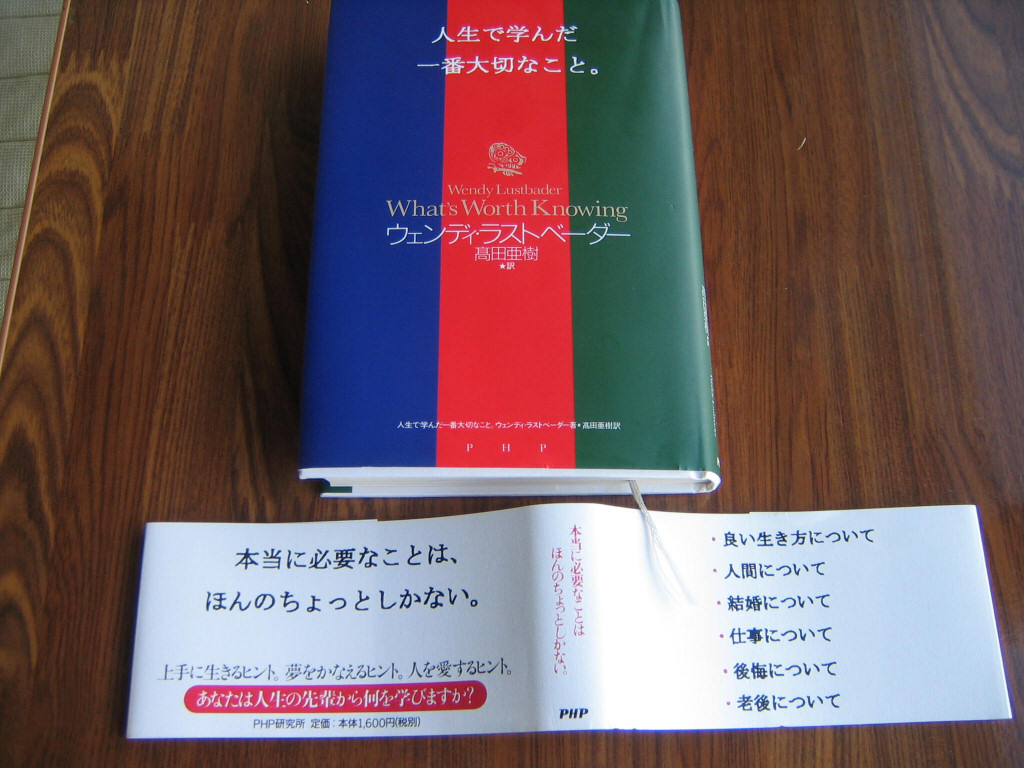 人生で学んだ
一番大切なこと。
Wendy Lustbader
What's Worth Knowing
ウェンディ・ラストベーダー
髙田亜樹
★訳
人生で学んだ一番大切なこと。ウェンディ・ラストベーダー著★髙田亜樹訳
PHP
本当に必要なことは、
ほんのちょっとしかない。
上手に生きるヒント。夢をかなえるヒント。人を愛するヒント。
あなたは人生の先輩から何を学びますか?
PHP研究所 定価:本体1,600円(税別)
本当に必要なことは
ほんのちょっとしかない。
PHP
・良い生き方について
・人間について
・結婚について
・仕事について
・後悔について
・老後について